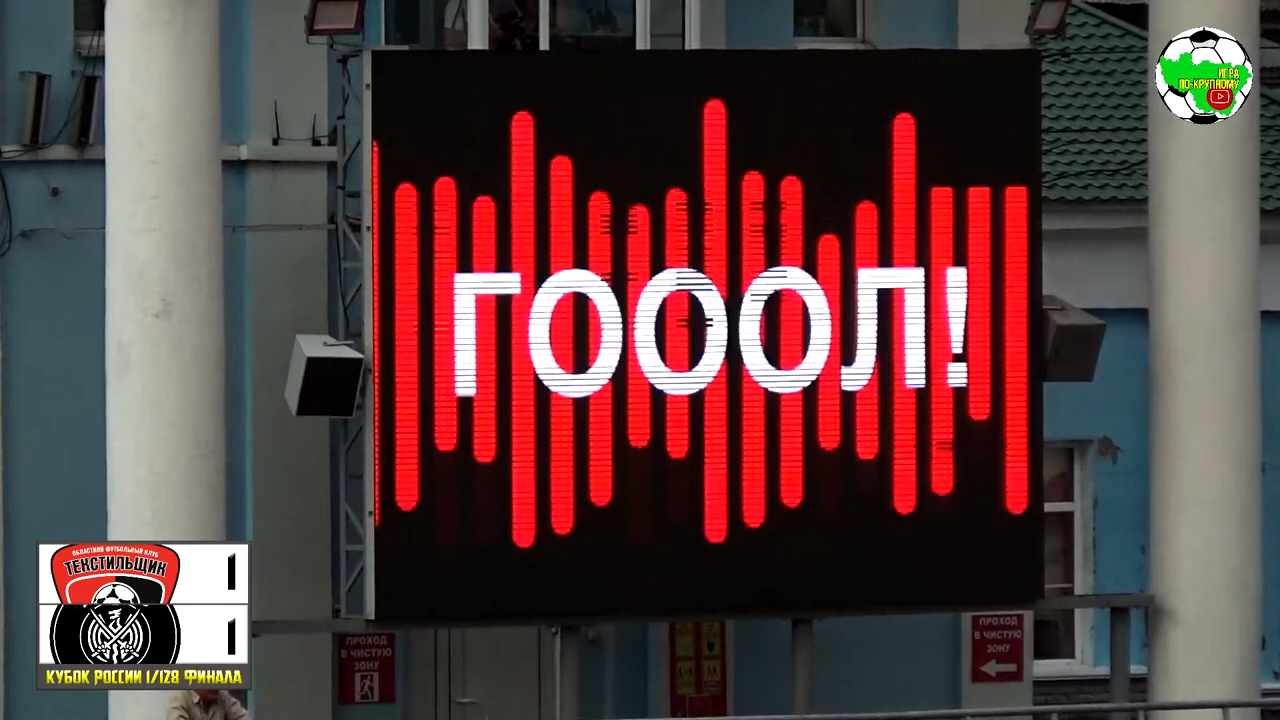 ИГРА
ПО-КРУПНОМУ
ГОООЛ!
ОБЛАСТНОЙ ФУТБОЛЬНЫЙ КЛУБ
ТЕКСТИЛЬЩИК
1
1
КУБОК РОССИИ 1/128 ФИНАЛА
ПРОХОД
В ЧИСТУЮ
ЗОНУ
ПРОХОД
В ЧИСТУЮ
ЗОНУ